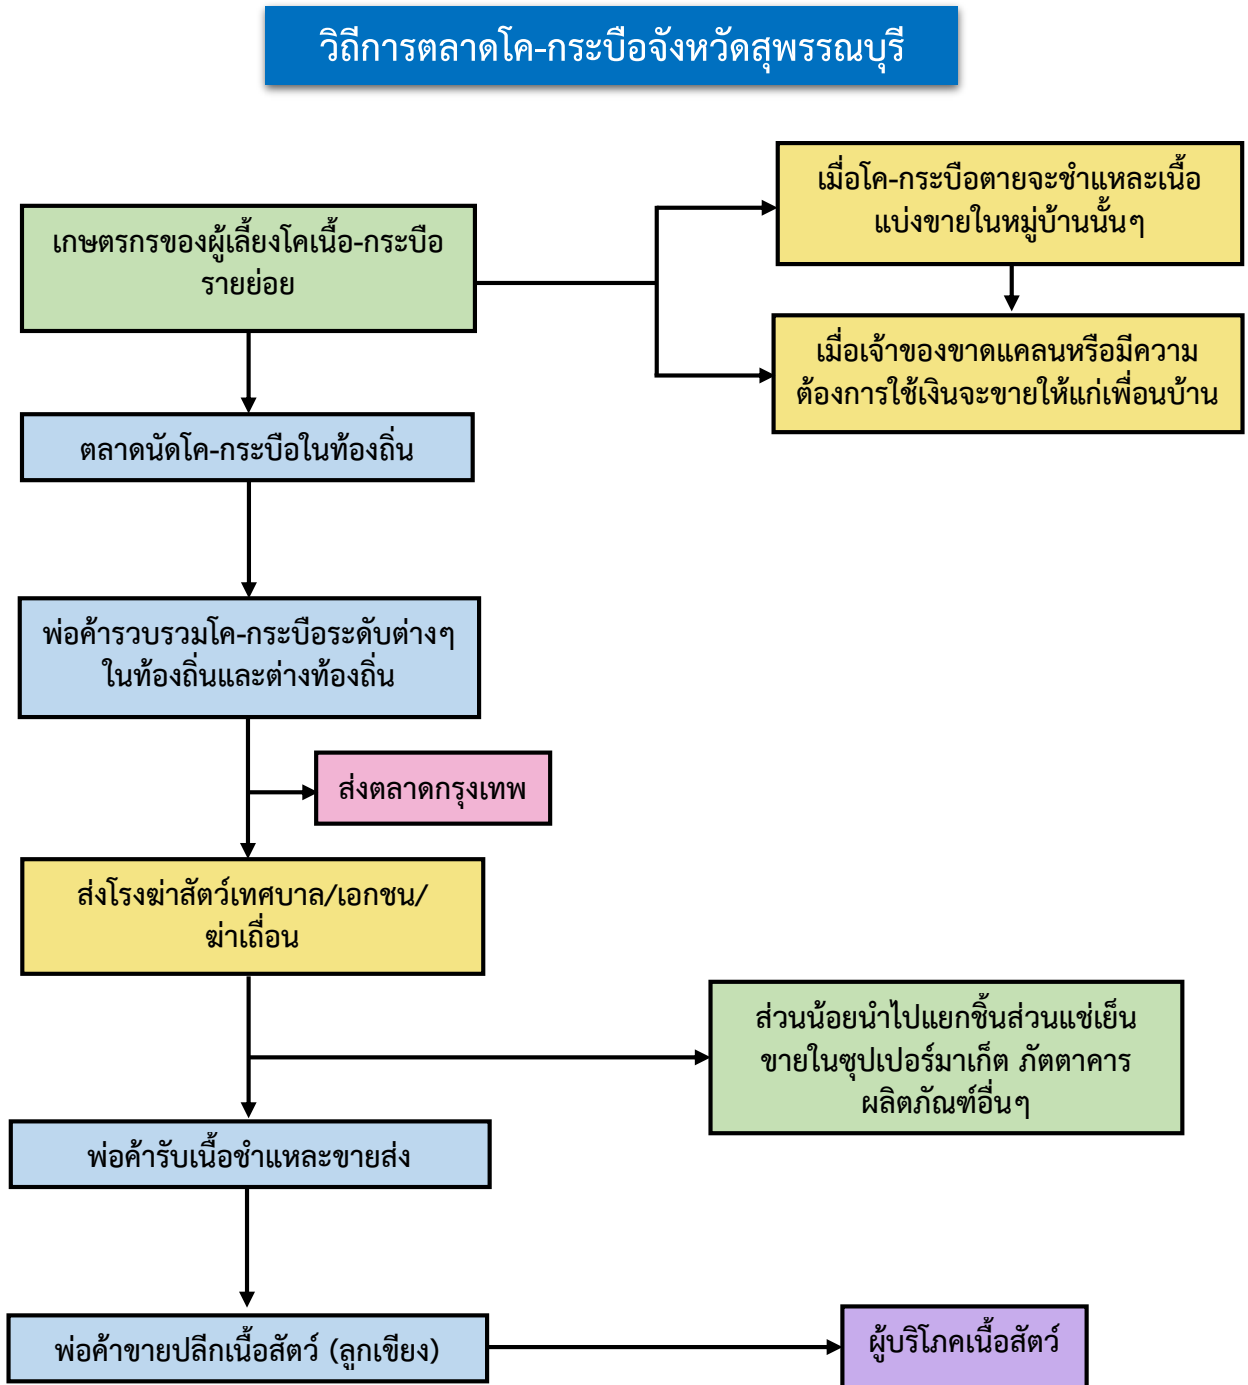 วิถีการตลาดโค-กระบือจังหวัดสุพรรณบุรี
เมื่อโค-กระบือตายจะชำแหละเนื้อ
แบ่งขายในหมู่บ้านนั้นๆ
เกษตรกรของผู้เลี้ยงโคเนื้อ-กระบือ
รายย่อย
เมื่อเจ้าของขาดแคลนหรือมีความ
ต้องการใช้เงินจะขายให้แก่เพื่อนบ้าน
ตลาดนัดโค-กระบือในท้องถิ่น
พ่อค้ารวบรวมโค-กระบือระดับต่างๆ
ในท้องถิ่นและต่างท้องถิ่น
ส่งตลาดกรุงเทพ
ส่งโรงฆ่าสัตว์เทศบาล/เอกชน/
ฆ่าเถื่อน
ส่วนน้อยนำไปแยกชิ้นส่วนแช่เย็น
ขายในซุปเปอร์มาเก็ต ภัตตาคาร
ผลิตภัณฑ์อื่นๆ
พ่อค้ารับเนื้อชำแหละขายส่ง
พ่อค้าขายปลีกเนื้อสัตว์ (ลูกเขียง)
ผู้บริโภคเนื้อสัตว์